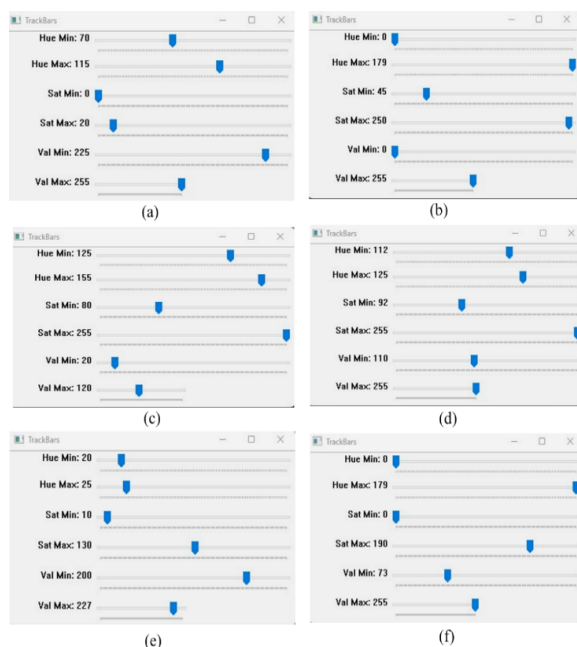 TrackBars
Hue Min: 70
Hue Max: 115
Sat Min: 0
Sat Max: 20
Val Min: 225
Val Max: 255
(a)
TrackBars
Hue Min: 0
Hue Max: 179
Sat Min: 45
Sat Max: 250
Val Min: 0
Val Max: 255
(b)
TrackBars
Hue Min: 125
Hue Max: 155
Sat Min: 80
Sat Max: 255
Val Min: 20
Val Max: 120
(c)
TrackBars
Hue Min: 112
Hue Max: 125
Sat Min: 92
Sat Max: 255
Val Min: 110
Val Max: 255
(d)
TrackBars
Hue Min: 20
Hue Max: 25
Sat Min: 10
Sat Max: 130
Val Min: 200
Val Max: 227
(e)
TrackBars
Hue Min: 0
Hue Max: 179
Sat Min: 0
Sat Max: 190
Val Min: 73
Val Max: 255
(f)